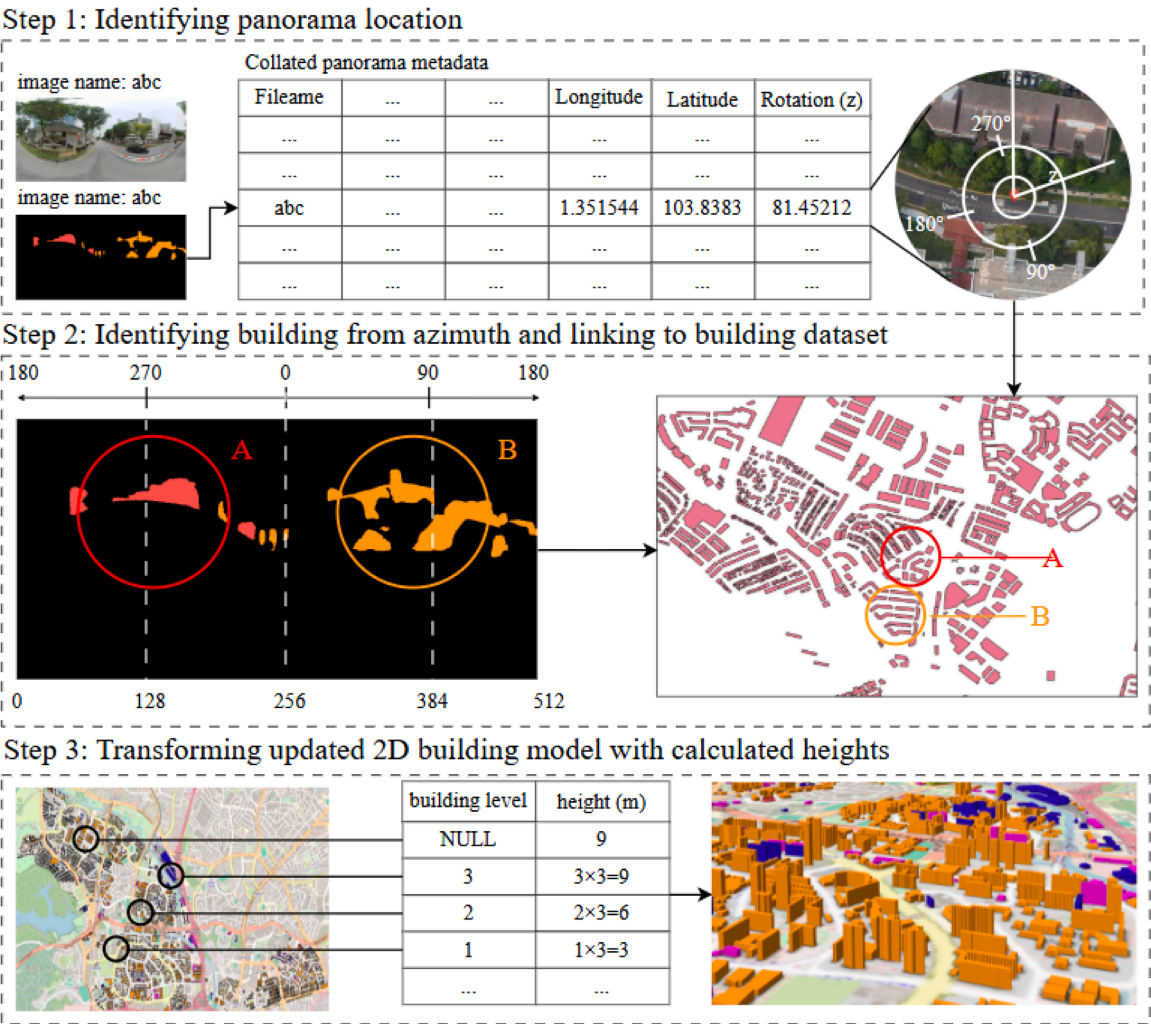 Step 1: Identifying panorama location
image name: abc
image name: abc
Collated panorama metadata
Fileame ... ... Longitude Latitude Rotation (z)
... ... ... ... ... ...
... ... ... ... ... ...
abc ... ... 1.351544 103.8383 81.45212
... ... ... ... ... ...
... ... ... ... ... ...
270°
z
180°
90°
Step 2: Identifying building from azimuth and linking to building dataset
180 270 0 90 180
A B
0 128 256 384 512
A
B
Step 3: Transforming updated 2D building model with calculated heights
building level height (m)
NULL 9
3 3×3=9
2 2×3=6
1 1×3=3
... ...